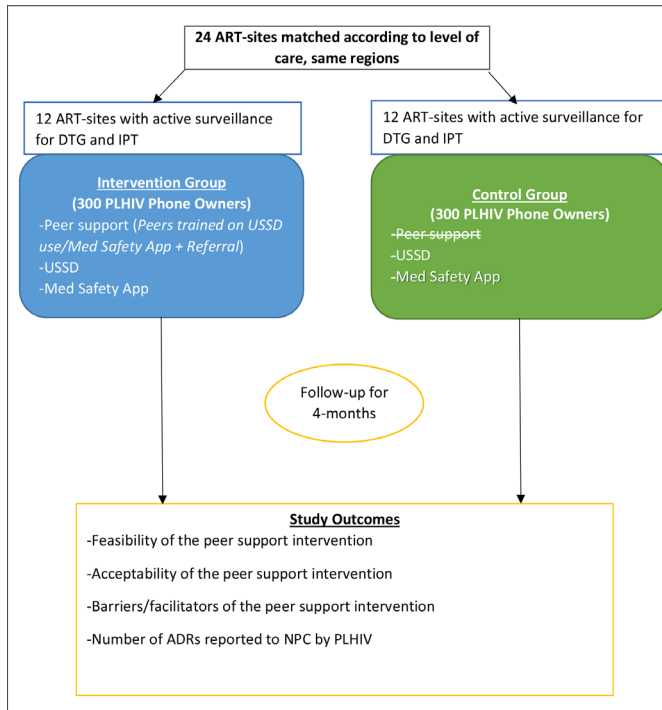 24 ART-sites matched according to level of
care, same regions
12 ART-sites with active surveillance
for DTG and IPT
Intervention Group
(300 PLHIV Phone Owners)
-Peer support (Peers trained on USSD
use/Med Safety App + Referral)
-USSD
-Med Safety App
12 ART-sites with active surveillance for
DTG and IPT
Control Group
(300 PLHIV Phone Owners)
-Peer support
-USSD
-Med Safety App
Follow-up for
4-months
Study Outcomes
-Feasibility of the peer support intervention
-Acceptability of the peer support intervention
-Barriers/facilitators of the peer support intervention
-Number of ADRs reported to NPC by PLHIV